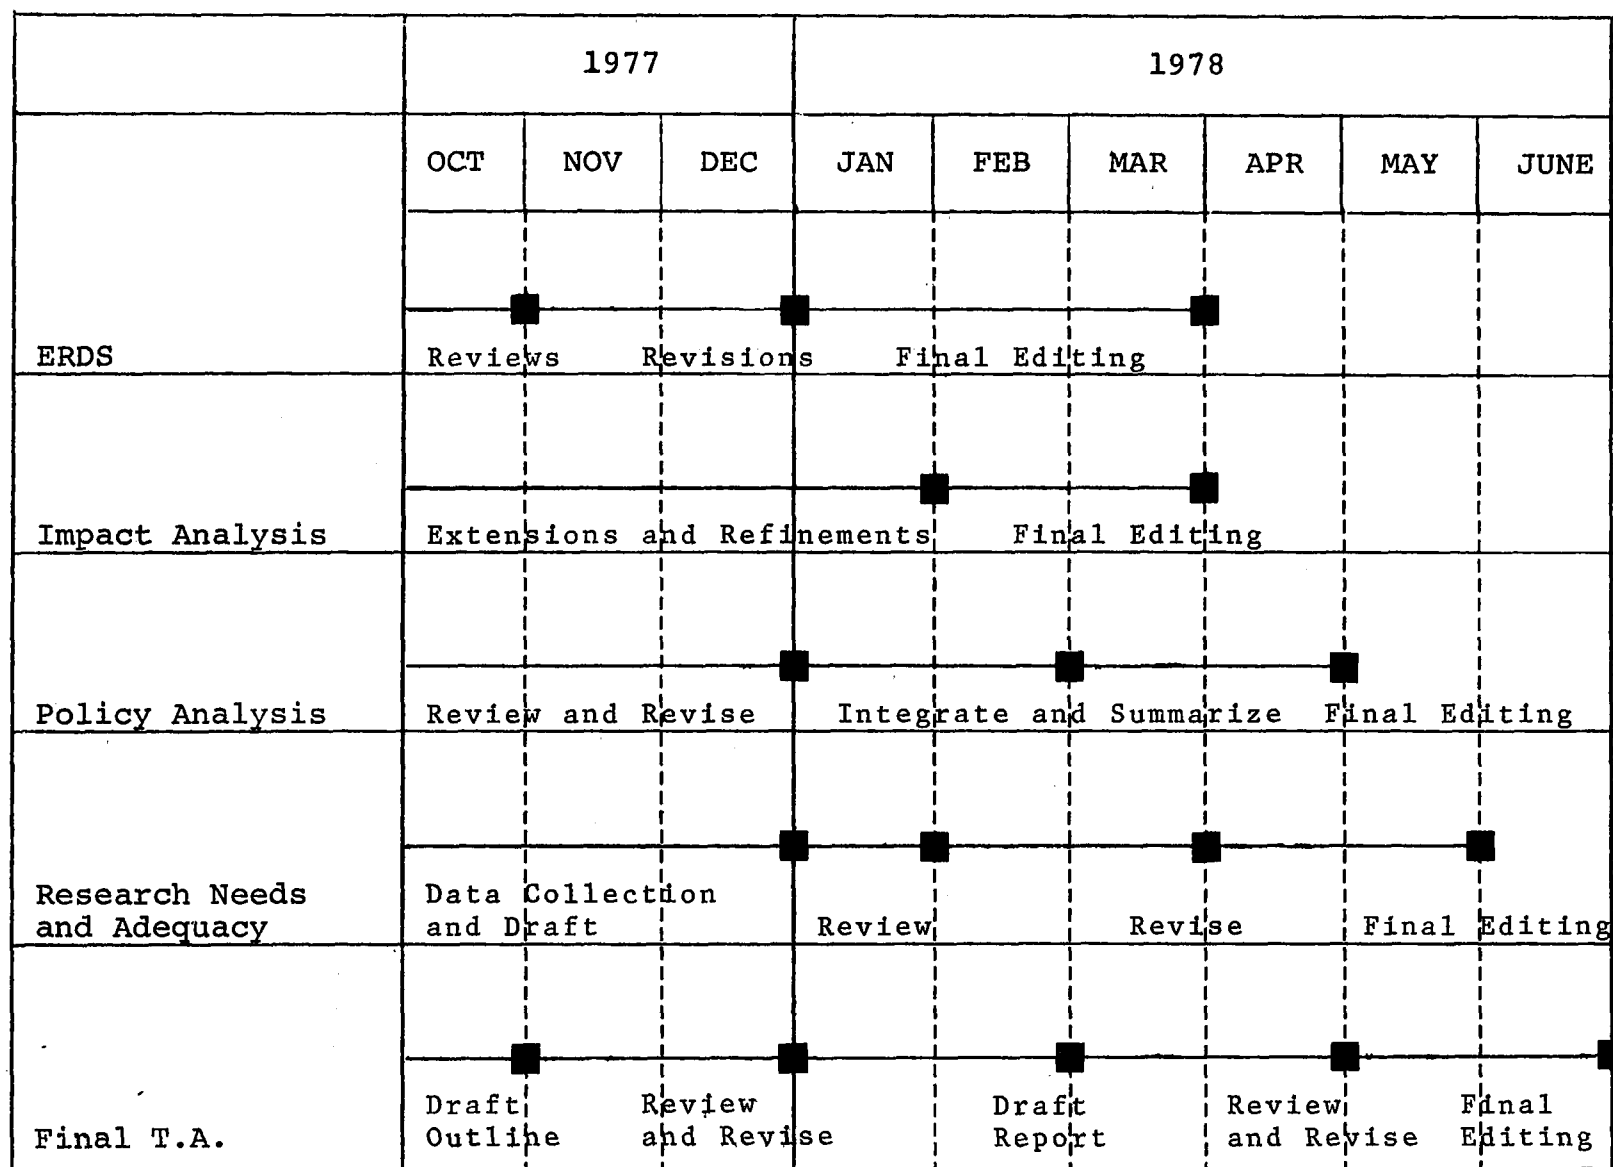 1977 1978
OCT NOV DEC JAN FEB MAR APR MAY JUNE
ERDS Reviews Revisions Final Editing
Impact Analysis Extensions and Refinements Final Editing
Policy Analysis Review and Revise Integrate and Summarize Final Editing
Research Needs Data Collection
and Adequacy and Draft Review Revise Final Editing
Draft Review Draft Review Final
Final T.A. Outline and Revise Report and Revise Editing